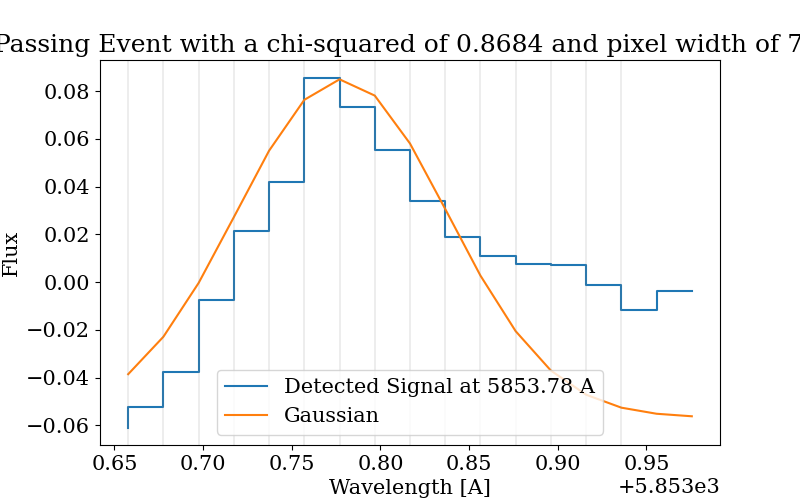 Passing Event with a chi-squared of 0.8684 and pixel width of 7
Flux
0.08
0.06
0.04
0.02
0.00
−0.02
−0.04
−0.06
Detected Signal at 5853.78 A
Gaussian
0.65 0.70 0.75 0.80 0.85 0.90 0.95
+5.853e3
Wavelength [A]